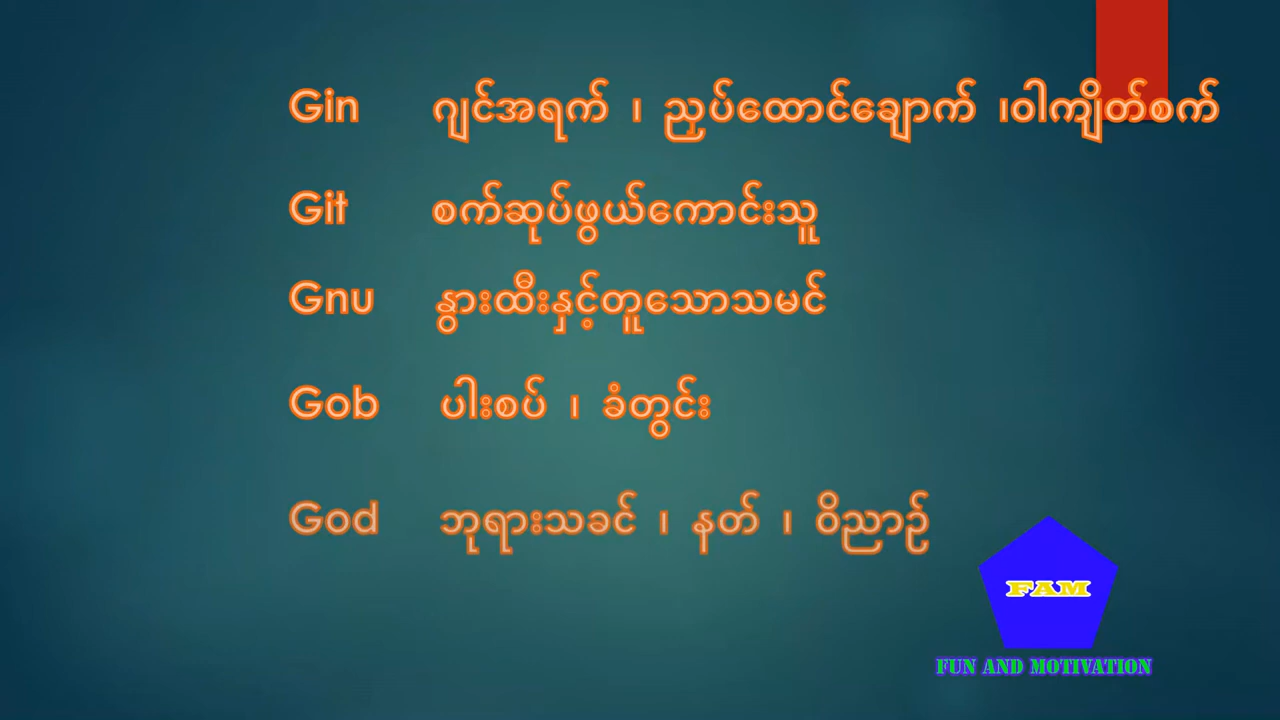 Gin ဂျင်အရက် ၊ ညှပ်ထောင်ချောက် ၊ဝါကျိတ်စက်
Git စက်ဆုပ်ဖွယ်ကောင်းသူ
Gnu နွားထီးနှင့်တူသောသမင်
Gob ပါးစပ် ၊ ခံတွင်း
God ဘုရားသခင် ၊ နတ် ၊ ဝိညာဉ်
FAM
FUN AND MOTIVATION